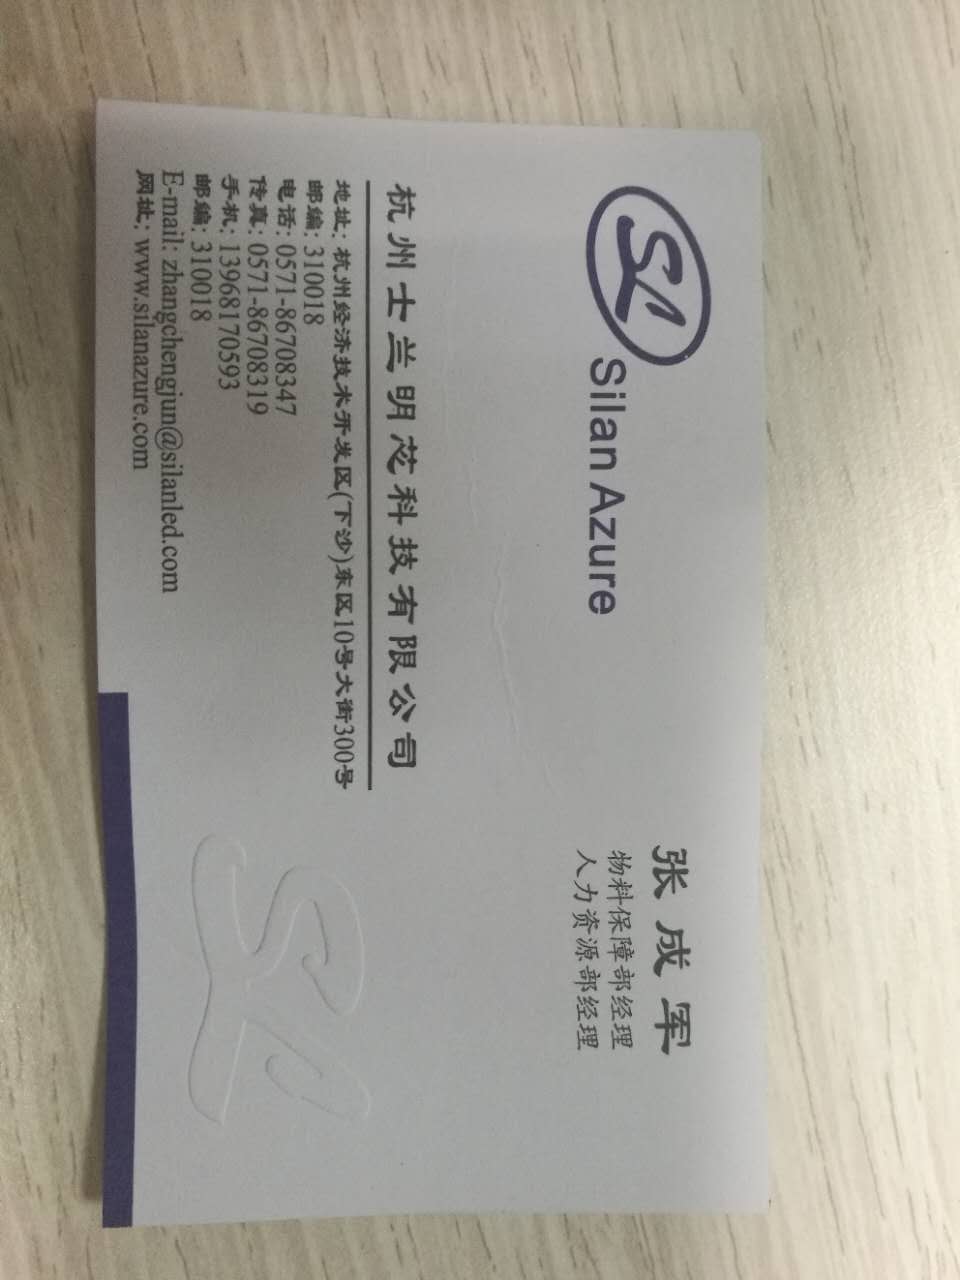 SL
Silan Azure
张成军
物料保障部经理
人力资源部经理
杭州士兰明芯科技有限公司
地址: 杭州经济技术开发区(下沙)东区10号大街300号
邮编: 310018
电话: 0571-86708347
传真: 0571-86708319
手机: 13968170593
邮编: 310018
E-mail: zhangchengjun@silanled.com
网址: www.silanazure.com
SL